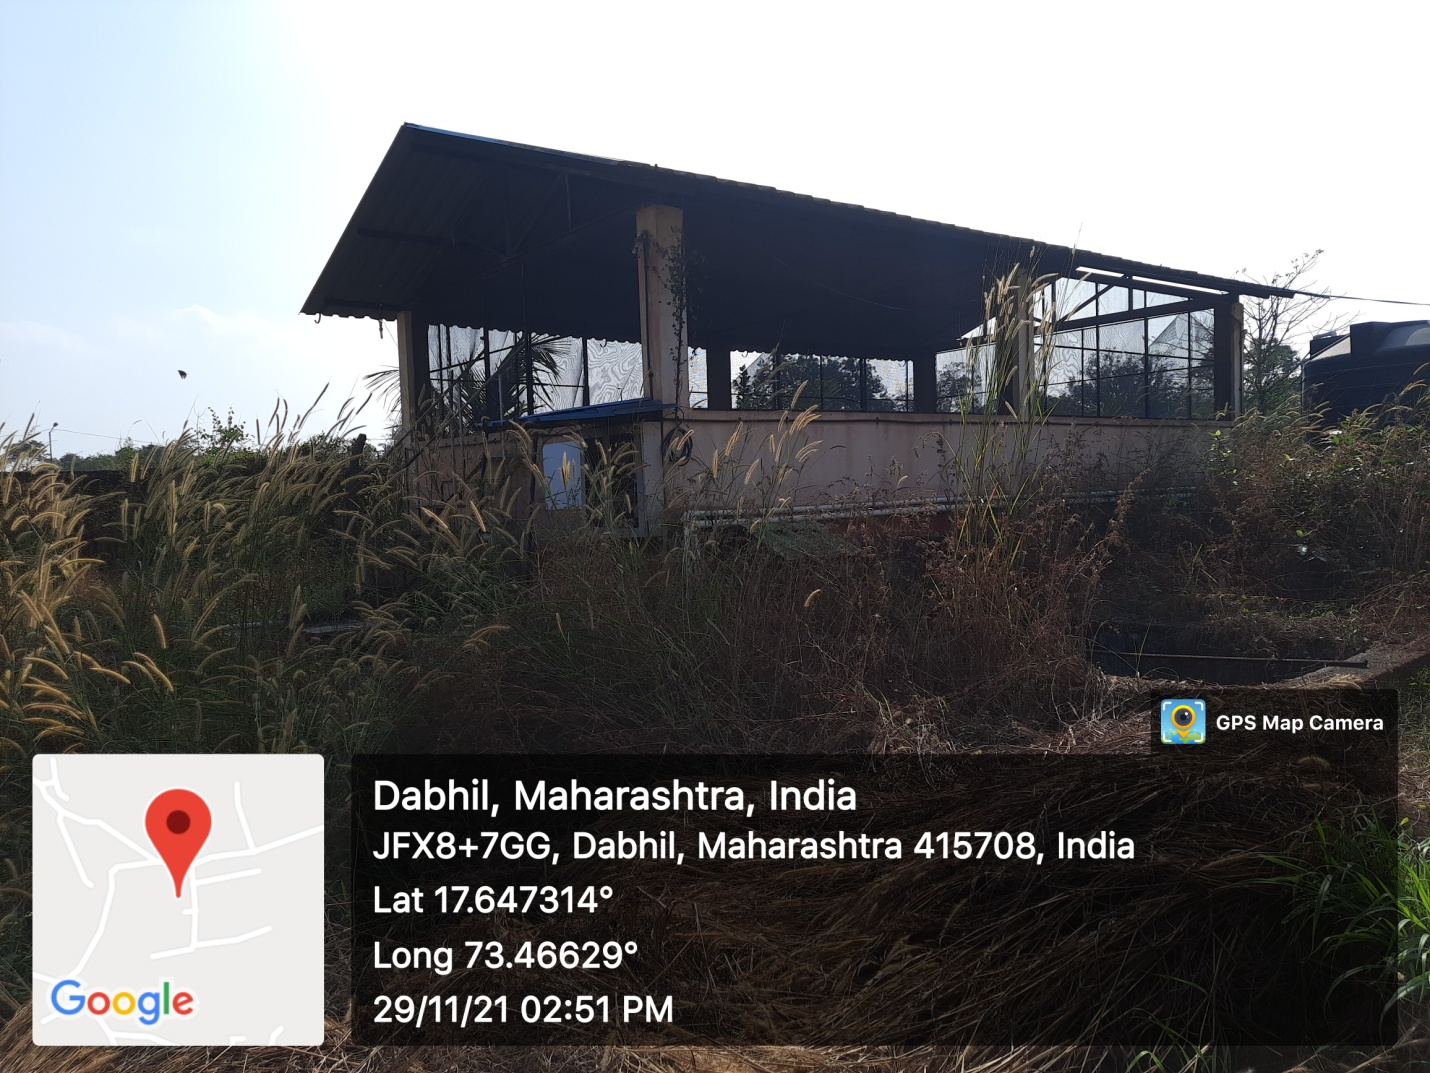 GPS Map Camera
Dabhil, Maharashtra, India
JFX8+7GG, Dabhil, Maharashtra 415708, India
Lat 17.647314°
Long 73.46629°
29/11/21 02:51 PM
Google